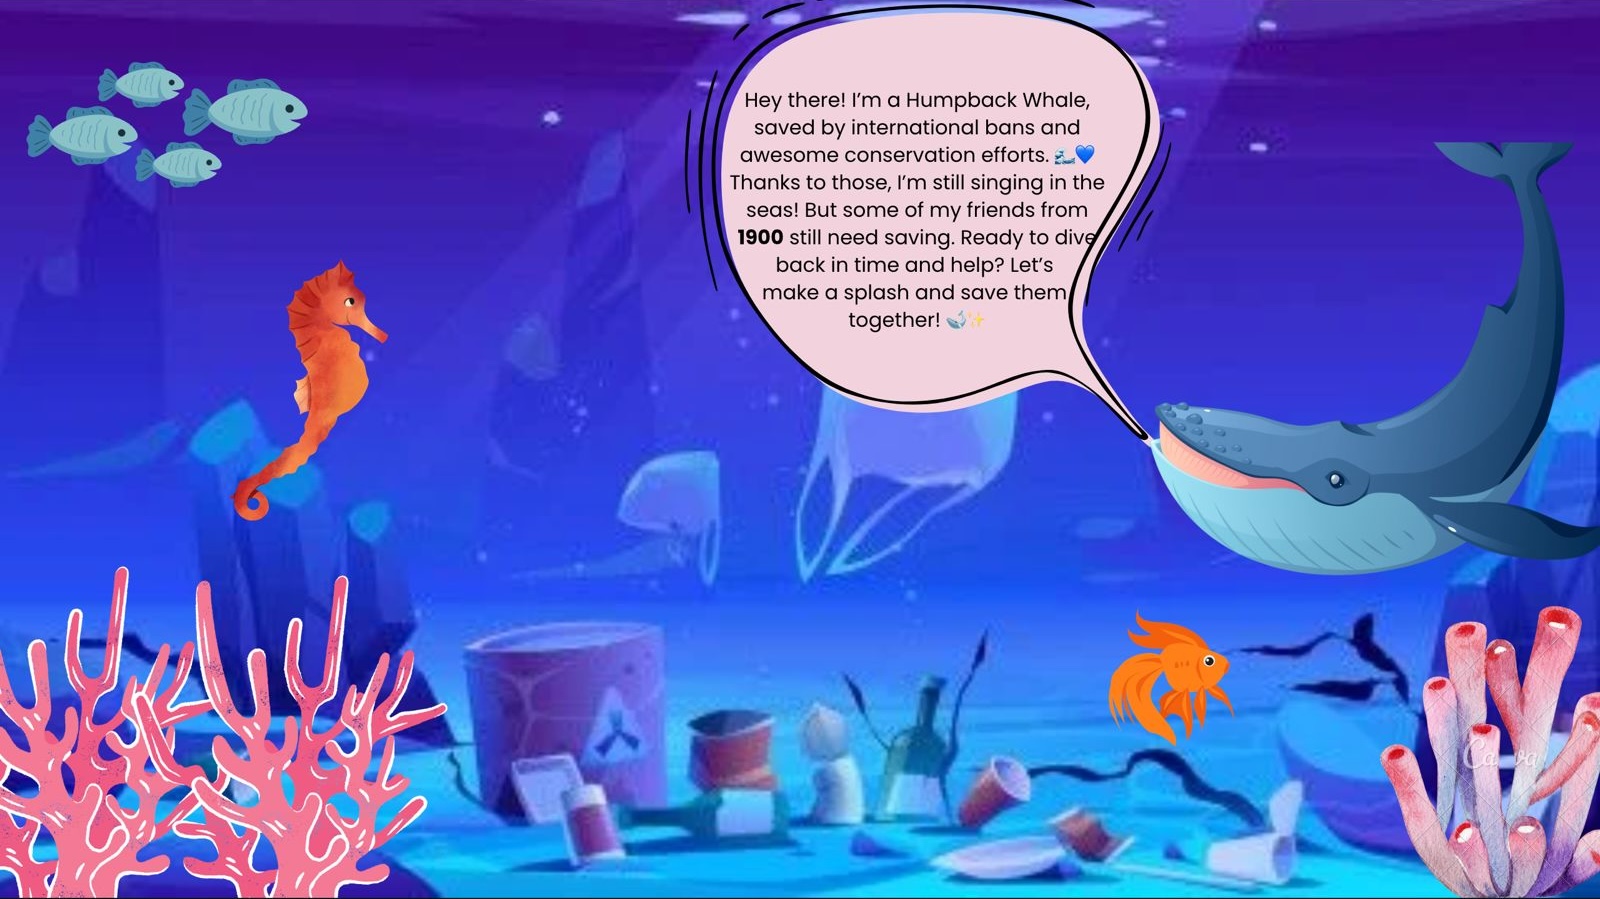 Hey there! I’m a Humpback Whale,
saved by international bans and
awesome conservation efforts. 🌊💙
Thanks to those, I’m still singing in the
seas! But some of my friends from
1900 still need saving. Ready to dive
back in time and help? Let’s
make a splash and save them
together! 🐋✨
Canva